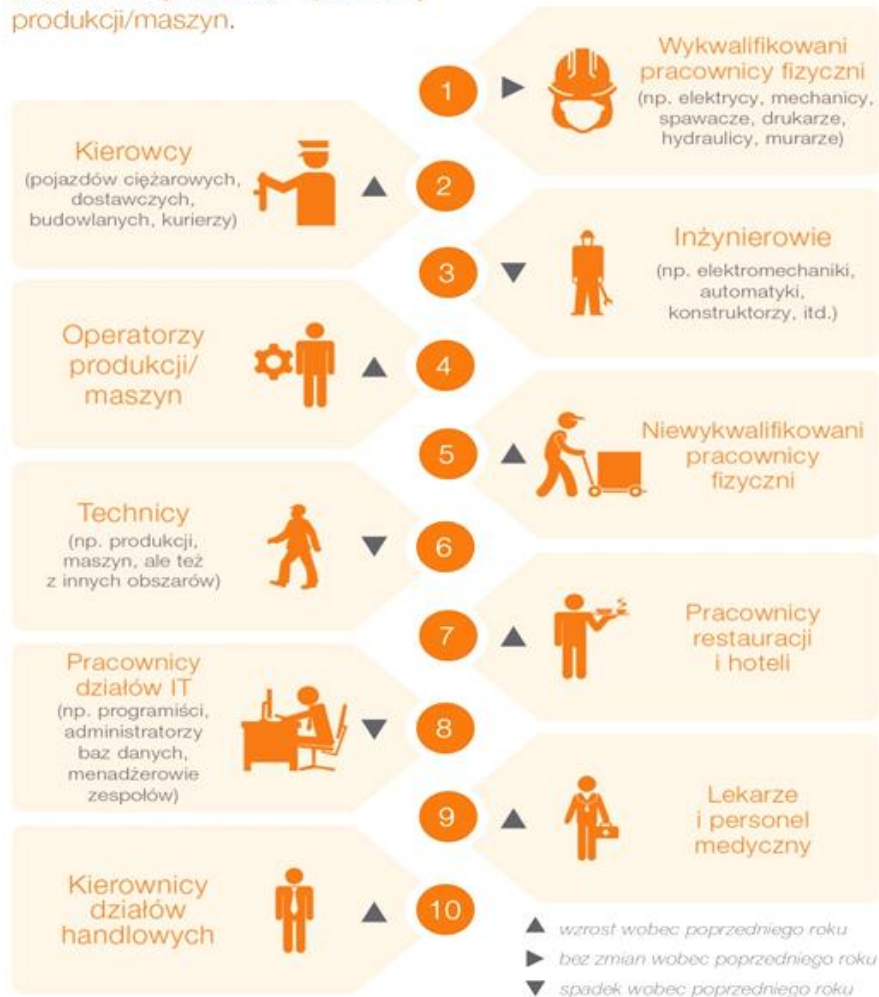 produkcji/maszyn.
1
Wykwalifikowani
pracownicy fizyczni
(np. elektrycy, mechanicy,
spawacze, drukarze,
hydraulicy, murarze)
Kierowcy
(pojazdów ciężarowych,
dostawczych,
budowlanych, kurierzy)
2
3
Inżynierowie
(np. elektromechaniki,
automatyki,
konstruktorzy, itd.)
Operatorzy
produkcji/
maszyn
4
5
Niewykwalifikowani
pracownicy
fizyczni
Technicy
(np. produkcji,
maszyn, ale też
z innych obszarów)
6
7
Pracownicy
restauracji
i hoteli
Pracownicy
działów IT
(np. programiści,
administratorzy
baz danych,
menadżerowie
zespołów)
8
9
Lekarze
i personel
medyczny
Kierownicy
działów
handlowych
10
▲ wzrost wobec poprzedniego roku
► bez zmian wobec poprzedniego roku
▼ spadek wobec poprzedniego roku